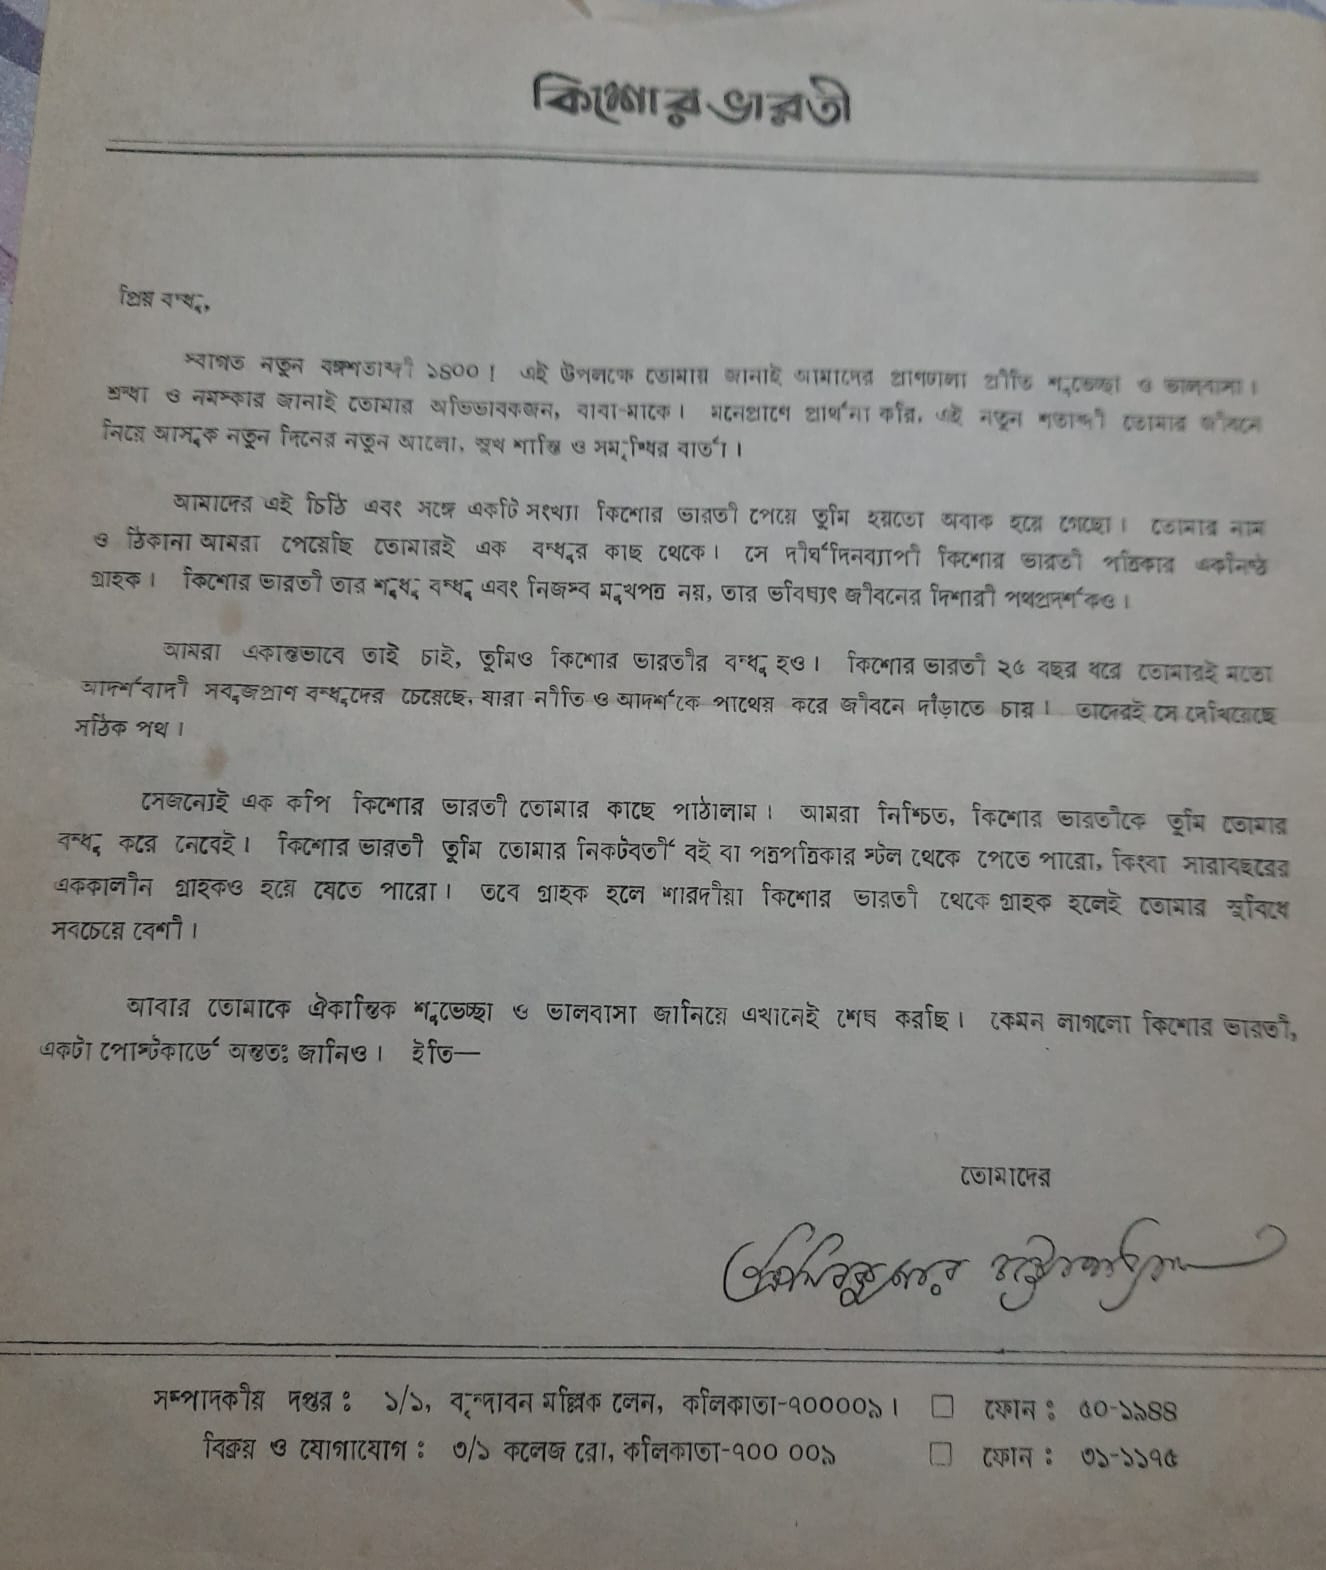 কিশোর ভারতী
প্রিয় বন্ধু,
স্বাগত নতুন বঙ্গশতাব্দী ১৪০০! এই উপলক্ষে তোমায় জানাই আমাদের প্রাণঢালা প্রীতি শুভেচ্ছা ও ভালবাসা।
শ্রদ্ধা ও নমস্কার জানাই তোমার অভিভাবকজন, বাবা-মাকে। মনেপ্রাণে প্রার্থনা করি, এই নতুন শতাব্দী তোমার জীবনে
নিয়ে আসুক নতুন দিনের নতুন আলো, সুখ শান্তি ও সমৃদ্ধির বার্তা।
আমাদের এই চিঠি এবং সঙ্গে একটি সংখ্যা কিশোর ভারতী পেয়ে তুমি হয়তো অবাক হয়ে গেছো। তোমার নাম
ও ঠিকানা আমরা পেয়েছি তোমারই এক বন্ধুর কাছ থেকে। সে দীর্ঘদিনব্যাপী কিশোর ভারতী পত্রিকার একনিষ্ঠ
গ্রাহক। কিশোর ভারতী তার শুধু বন্ধু এবং নিজস্ব মুখপত্র নয়, তার ভবিষ্যৎ জীবনের দিশারী পথপ্রদর্শকও।
আমরা একান্তভাবে তাই চাই, তুমিও কিশোর ভারতীর বন্ধু হও। কিশোর ভারতী ২৫ বছর ধরে তোমারই মতো
আদর্শবাদী সবুজপ্রাণ বন্ধুদের চেয়েছে, যারা নীতি ও আদর্শকে পাথেয় করে জীবনে দাঁড়াতে চায়। তাদেরই সে দেখিয়েছে
সঠিক পথ।
সেজন্যেই এক কপি কিশোর ভারতী তোমার কাছে পাঠালাম। আমরা নিশ্চিত, কিশোর ভারতীকে তুমি তোমার
বন্ধু করে নেবেই। কিশোর ভারতী তুমি তোমার নিকটবর্তী বই বা পত্রপত্রিকার স্টল থেকে পেতে পারো, কিংবা সারাবছরের
এককালীন গ্রাহকও হয়ে যেতে পারো। তবে গ্রাহক হলে শারদীয়া কিশোর ভারতী থেকে গ্রাহক হলেই তোমার সুবিধে
সবচেয়ে বেশী।
আবার তোমাকে ঐকান্তিক শুভেচ্ছা ও ভালবাসা জানিয়ে এখানেই শেষ করছি। কেমন লাগলো কিশোর ভারতী,
একটা পোস্টকার্ডে অন্ততঃ জানিও। ইতি—
তোমাদের
চট্টোপাধ্যায়
সম্পাদকীয় দপ্তর : ১/১, বৃন্দাবন মল্লিক লেন, কলিকাতা-৭০০০০৯। □ ফোন : ৫০-১৯৪৪
বিক্রয় ও যোগাযোগ : ৩/১ কলেজ রো, কলিকাতা-৭০০ ০০৯ □ ফোন : ৩১-১১৭৫